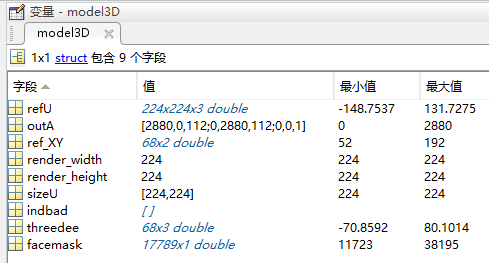 变量 - model3D
model3D
1x1 struct 包含 9 个字段
字段 值 最小值 最大值
refU 224x224x3 double -148.7537 131.7275
outA [2880,0,112;0,2880,112;0,0,1] 0 2880
ref_XY 68x2 double 52 192
render_width 224 224 224
render_height 224 224 224
sizeU [224,224] 224 224
indbad []
threedee 68x3 double -70.8592 80.1014
facemask 17789x1 double 11723 38195